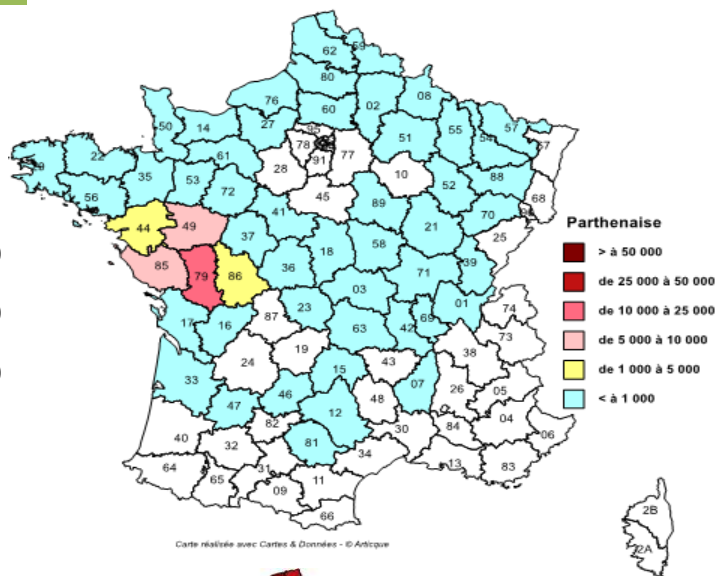 62 59
80
76 60 02 08
50 14 27 95 51 55 54 57
78 77
91
22 35 53 61 28 10 88 67
56 72 45 52 68
41 89 70
44 49 37 21 25
18 58
85 79 86 36 71 39
03
17 16 87 23 01 74
63 42 69 73
24 19 38
15 43
33 46 07 26 05
47 12 48
82 30 84 04 06
40 32 81
34
64 31 13 83
65 09 11
66
2B
2A
Parthenaise
> à 50 000
de 25 000 à 50 000
de 10 000 à 25 000
de 5 000 à 10 000
de 1 000 à 5 000
< à 1 000
Carte réalisée avec Cartes & Données - © Articque